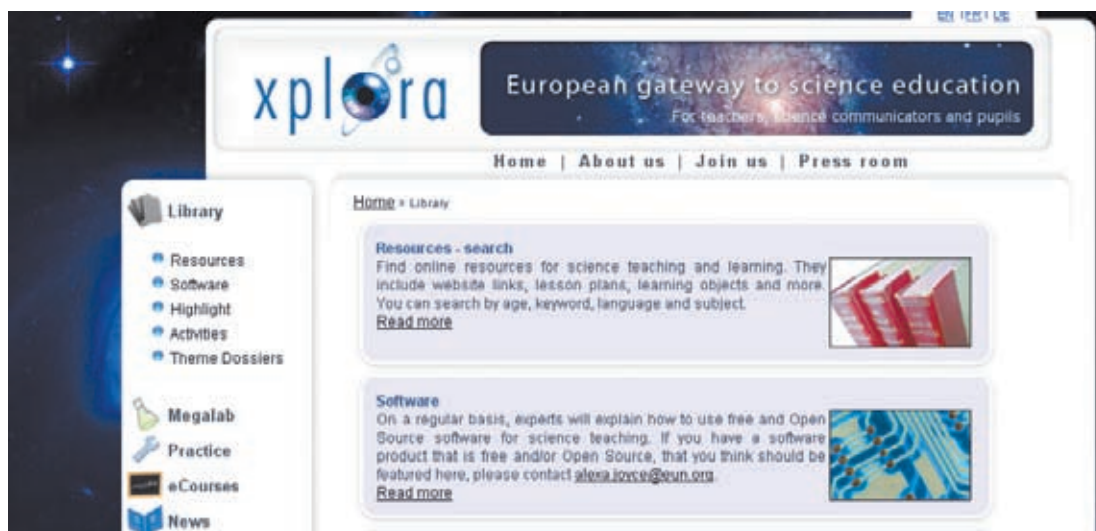 EN | FR | DE
xplora
European gateway to science education
For teachers, science communicators and pupils
Home | About us | Join us | Press room
Library
Resources
Software
Highlight
Activities
Theme Dossiers
Megalab
Practice
eCourses
News
Home » Library
Resources - search
Find online resources for science teaching and learning. They
include website links, lesson plans, learning objects and more.
You can search by age, keyword, language and subject.
Read more
Software
On a regular basis, experts will explain how to use free and Open
Source software for science teaching. If you have a software
product that is free and/or Open Source, that you think should be
featured here, please contact alexa.joyce@eun.org.
Read more